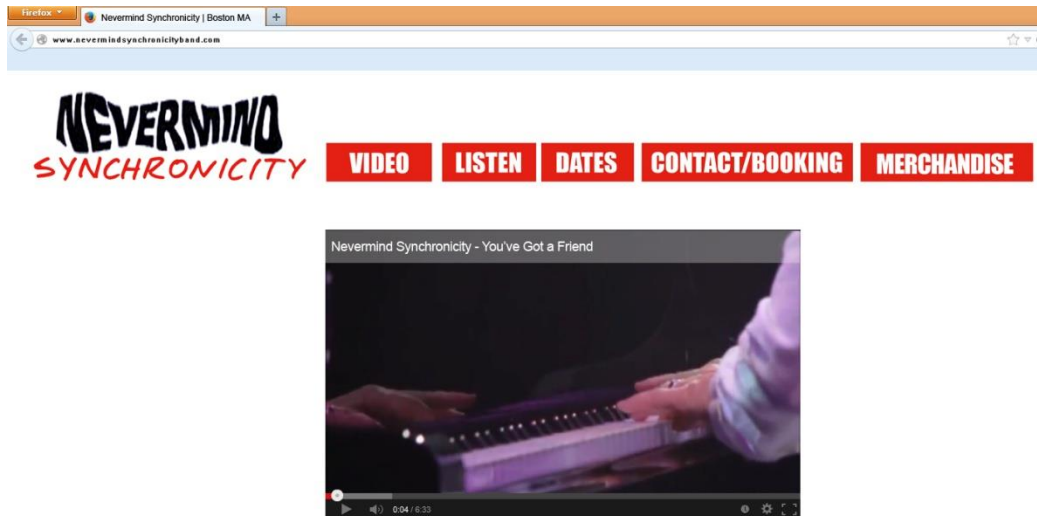 Firefox
Nevermind Synchronicity | Boston MA +
www.nevermindsynchronicityband.com
NEVERMIND
SYNCHRONICITY
VIDEO LISTEN DATES CONTACT/BOOKING MERCHANDISE
Nevermind Synchronicity - You've Got a Friend
0:04 / 6:33